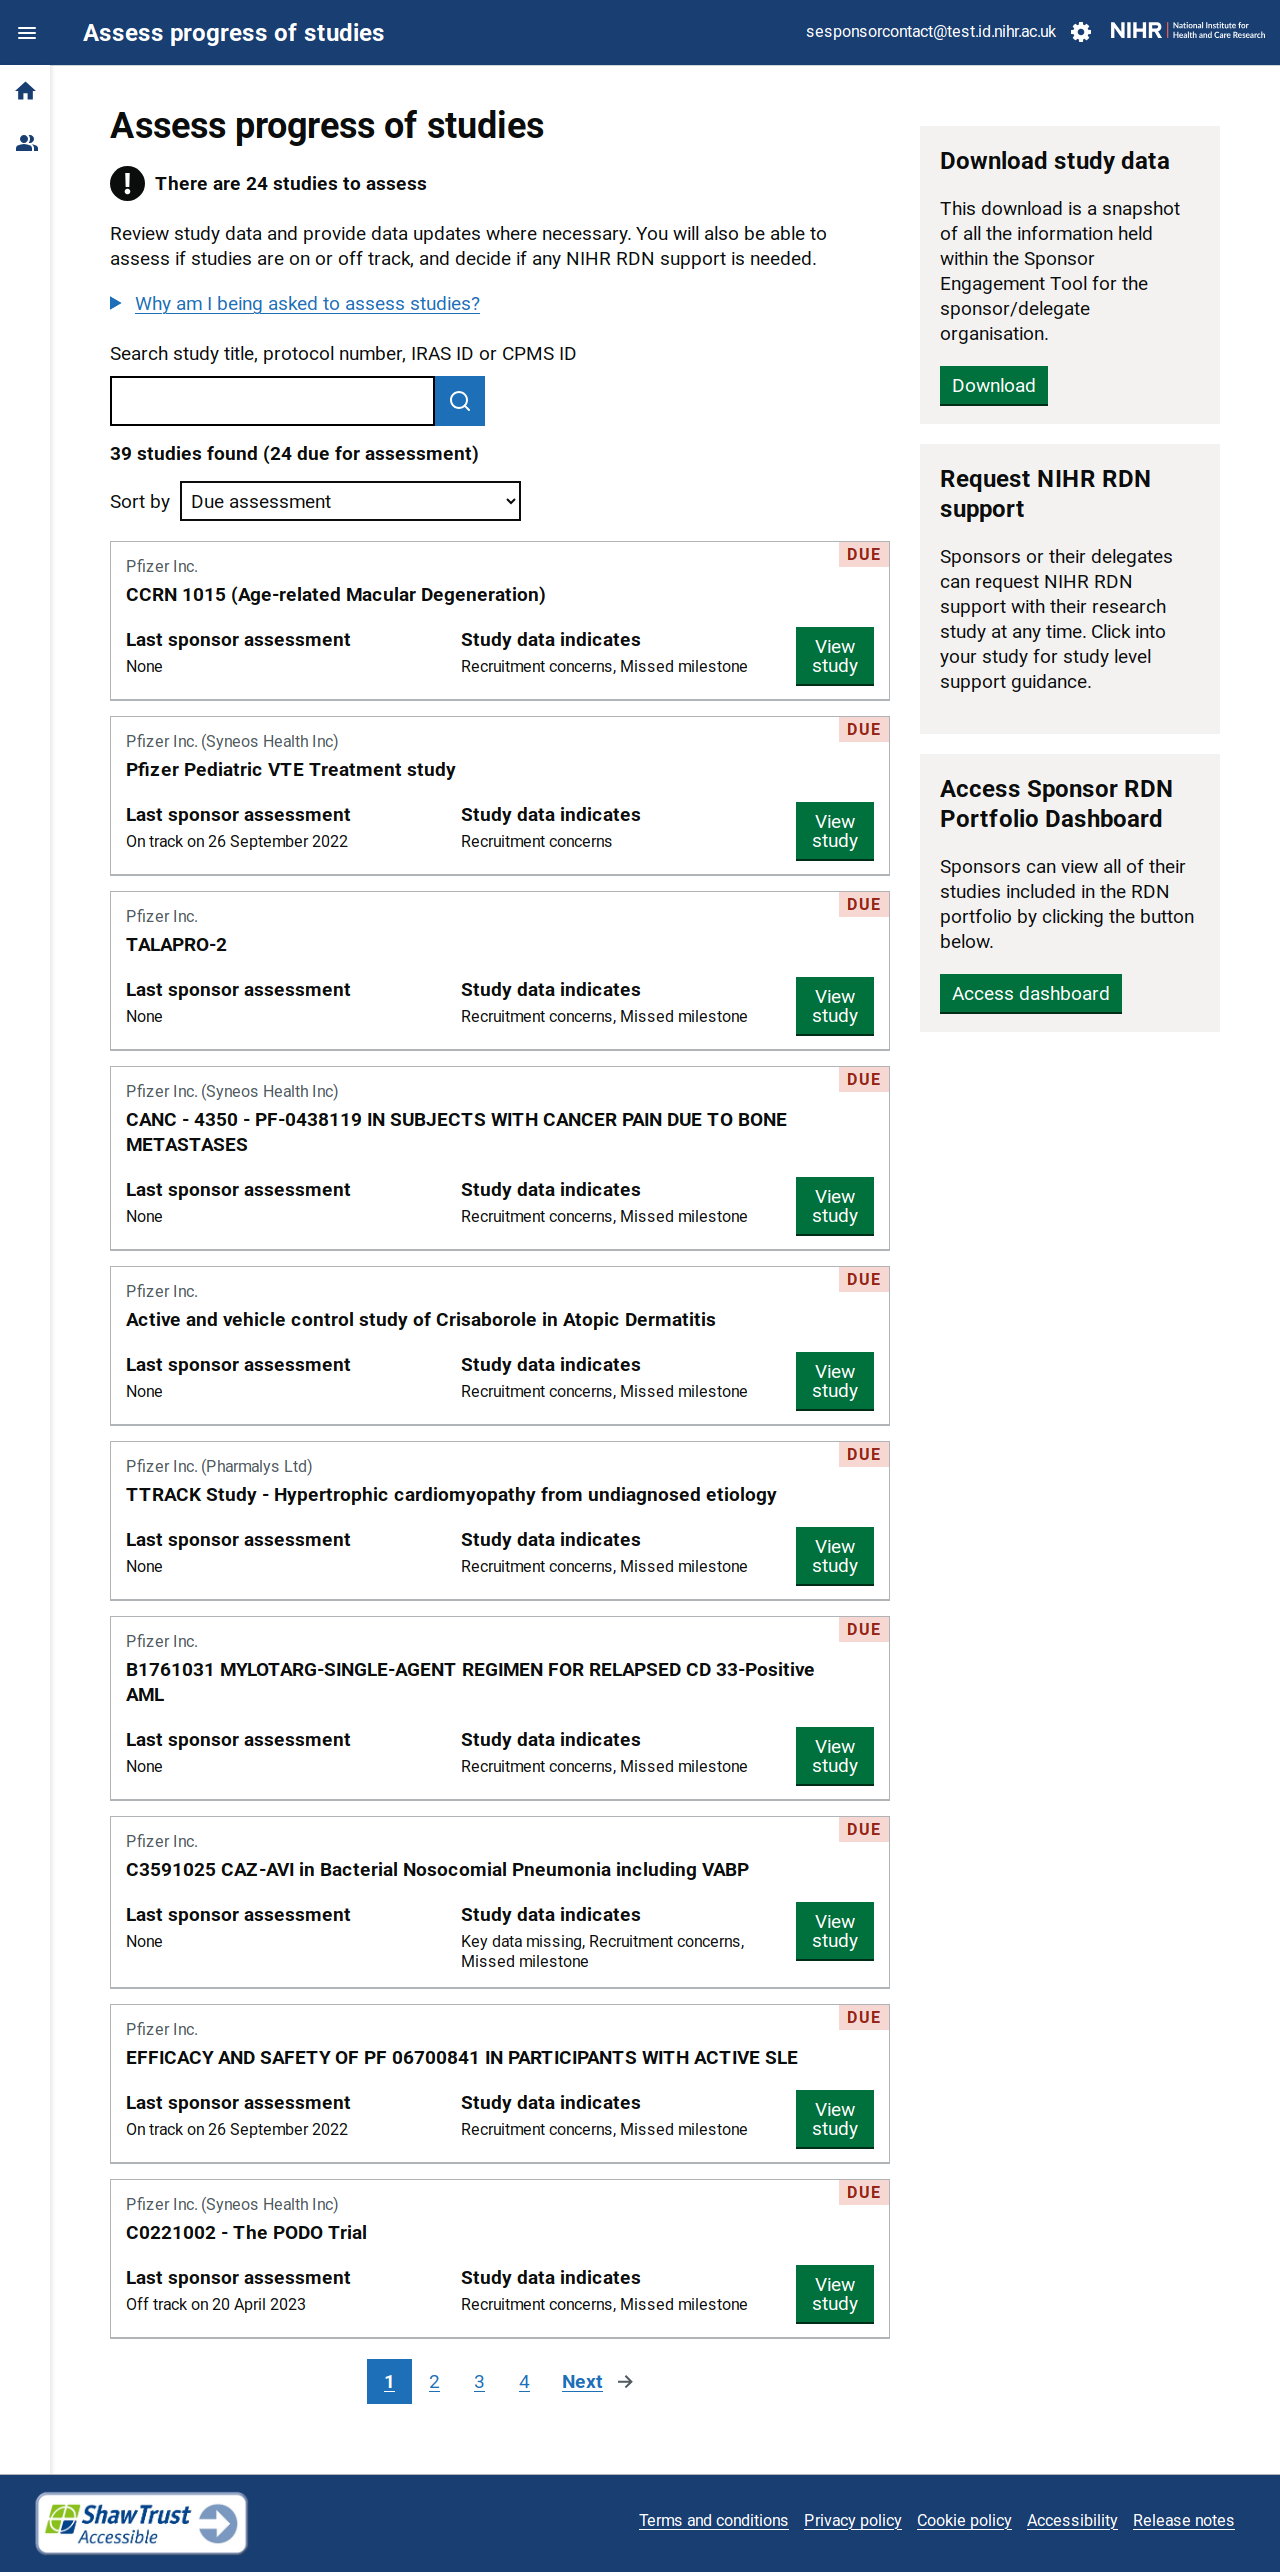 Assess progress of studies
sesponsorcontact@test.id.nihr.ac.uk
NIHR
National Institute for
Health and Care Research
Assess progress of studies
There are 24 studies to assess
Review study data and provide data updates where necessary. You will also be able to
assess if studies are on or off track, and decide if any NIHR RDN support is needed.
Why am I being asked to assess studies?
Search study title, protocol number, IRAS ID or CPMS ID
39 studies found (24 due for assessment)
Sort by
Due assessment
DUE
Pfizer Inc.
CCRN 1015 (Age-related Macular Degeneration)
Last sponsor assessment
None
Study data indicates
Recruitment concerns, Missed milestone
View
study
DUE
Pfizer Inc. (Syneos Health Inc)
Pfizer Pediatric VTE Treatment study
Last sponsor assessment
On track on 26 September 2022
Study data indicates
Recruitment concerns
View
study
DUE
Pfizer Inc.
TALAPRO-2
Last sponsor assessment
None
Study data indicates
Recruitment concerns, Missed milestone
View
study
DUE
Pfizer Inc. (Syneos Health Inc)
CANC - 4350 - PF-0438119 IN SUBJECTS WITH CANCER PAIN DUE TO BONE
METASTASES
Last sponsor assessment
None
Study data indicates
Recruitment concerns, Missed milestone
View
study
DUE
Pfizer Inc.
Active and vehicle control study of Crisaborole in Atopic Dermatitis
Last sponsor assessment
None
Study data indicates
Recruitment concerns, Missed milestone
View
study
DUE
Pfizer Inc. (Pharmalys Ltd)
TTRACK Study - Hypertrophic cardiomyopathy from undiagnosed etiology
Last sponsor assessment
None
Study data indicates
Recruitment concerns, Missed milestone
View
study
DUE
Pfizer Inc.
B1761031 MYLOTARG-SINGLE-AGENT REGIMEN FOR RELAPSED CD 33-Positive
AML
Last sponsor assessment
None
Study data indicates
Recruitment concerns, Missed milestone
View
study
DUE
Pfizer Inc.
C3591025 CAZ-AVI in Bacterial Nosocomial Pneumonia including VABP
Last sponsor assessment
None
Study data indicates
Key data missing, Recruitment concerns,
Missed milestone
View
study
DUE
Pfizer Inc.
EFFICACY AND SAFETY OF PF 06700841 IN PARTICIPANTS WITH ACTIVE SLE
Last sponsor assessment
On track on 26 September 2022
Study data indicates
Recruitment concerns, Missed milestone
View
study
DUE
Pfizer Inc. (Syneos Health Inc)
C0221002 - The PODO Trial
Last sponsor assessment
Off track on 20 April 2023
Study data indicates
Recruitment concerns, Missed milestone
View
study
1 2 3 4 Next
Download study data
This download is a snapshot
of all the information held
within the Sponsor
Engagement Tool for the
sponsor/delegate
organisation.
Download
Request NIHR RDN
support
Sponsors or their delegates
can request NIHR RDN
support with their research
study at any time. Click into
your study for study level
support guidance.
Access Sponsor RDN
Portfolio Dashboard
Sponsors can view all of their
studies included in the RDN
portfolio by clicking the button
below.
Access dashboard
ShawTrust
Accessible
Terms and conditions Privacy policy Cookie policy Accessibility Release notes